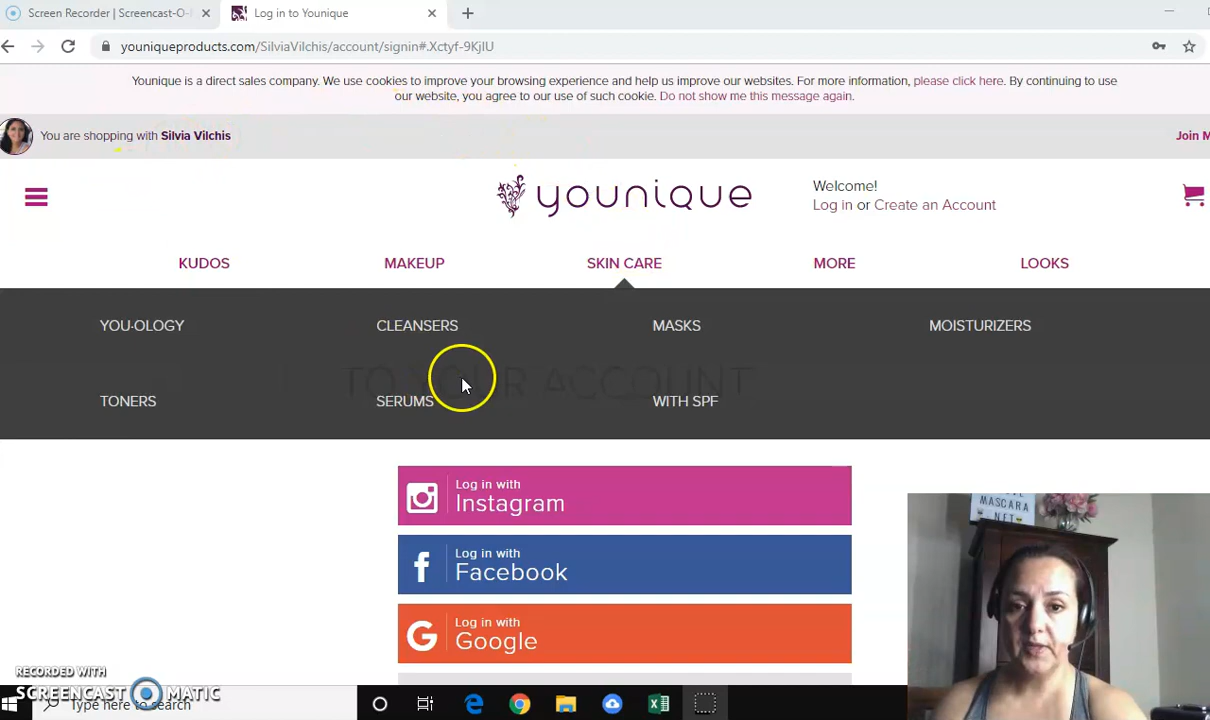 Screen Recorder | Screencast-O-
Log in to Younique
youniqueproducts.com/SilviaVilchis/account/signin#.Xctyf-9KjIU
Younique is a direct sales company. We use cookies to improve your browsing experience and help us improve our websites. For more information, please click here. By continuing to
our website, you agree to our use of such cookie. Do not show me this message again.
You are shopping with Silvia Vilchis
Join M
younique
Welcome!
Log in or Create an Account
KUDOS MAKEUP SKIN CARE MORE LOOKS
YOU·OLOGY CLEANSERS MASKS MOISTURIZERS
TO YOUR ACCOUNT
TONERS SERUMS WITH SPF
Log in with
Instagram
Log in with
Facebook
Log in with
Google
MASCARA
RECORDED WITH
SCREENCAST MATIC
Type here to search